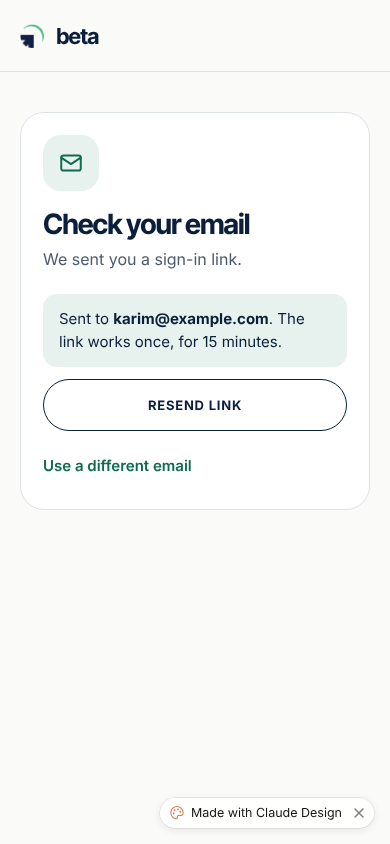 beta
Check your email
We sent you a sign-in link.
Sent to karim@example.com. The
link works once, for 15 minutes.
RESEND LINK
Use a different email
Made with Claude Design